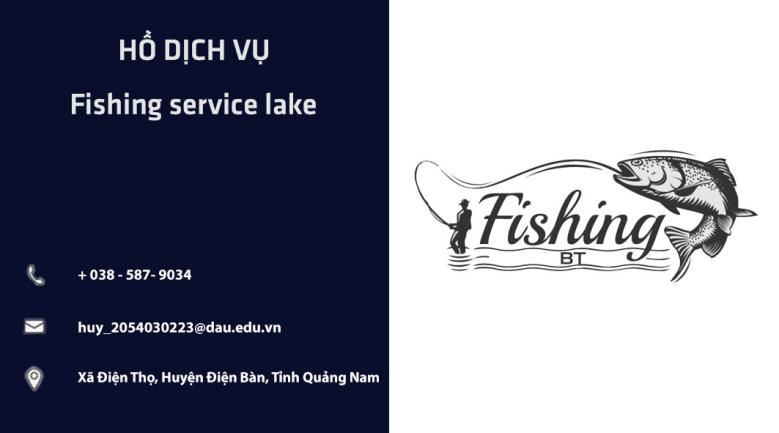 HỒ DỊCH VỤ
Fishing service lake
+ 038 - 587- 9034
huy_2054030223@dau.edu.vn
Xã Điện Thọ, Huyện Điện Bàn, Tỉnh Quảng Nam
Fishing
BT